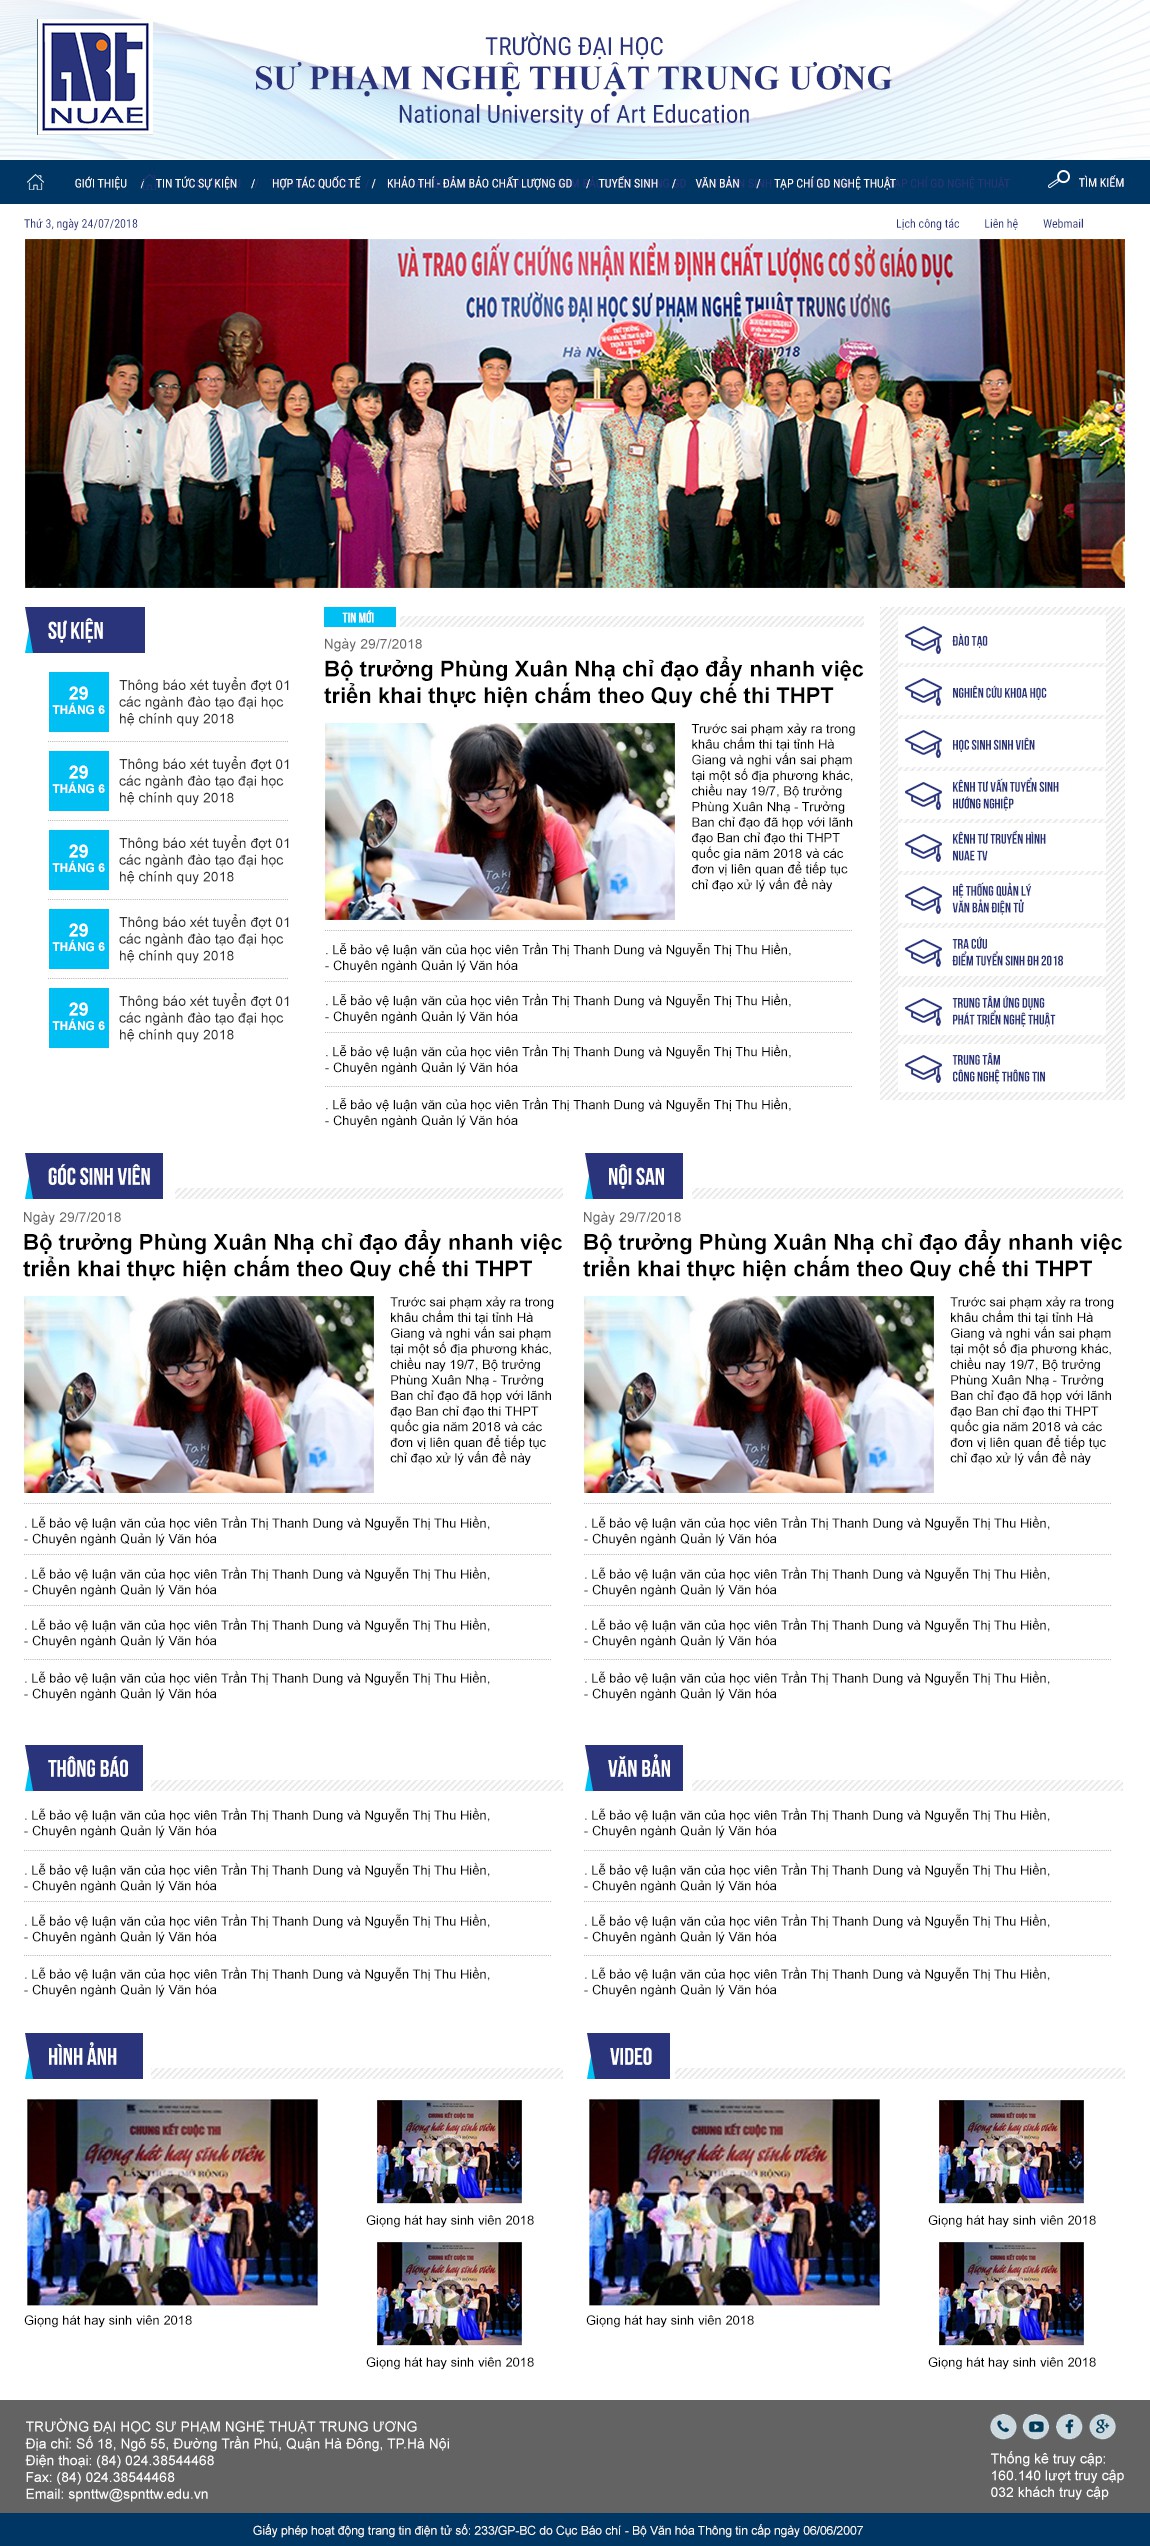 ART
NUAE
TRƯỜNG ĐẠI HỌC
SƯ PHẠM NGHỆ THUẬT TRUNG ƯƠNG
National University of Art Education
GIỚI THIỆU / TIN TỨC SỰ KIỆN / HỢP TÁC QUỐC TẾ / KHẢO THÍ - ĐẢM BẢO CHẤT LƯỢNG GD / TUYỂN SINH / VĂN BẢN / TẠP CHÍ GD NGHỆ THUẬT TÌM KIẾM
Thứ 3, ngày 24/07/2018
Lịch công tác Liên hệ Webmail
VÀ TRAO GIẤY CHỨNG NHẬN KIỂM ĐỊNH CHẤT LƯỢNG CƠ SỞ GIÁO DỤC
CHO TRƯỜNG ĐẠI HỌC SƯ PHẠM NGHỆ THUẬT TRUNG ƯƠNG
Hà N 2018
SỰ KIỆN
29
THÁNG 6
Thông báo xét tuyển đợt 01
các ngành đào tạo đại học
hệ chính quy 2018
29
THÁNG 6
Thông báo xét tuyển đợt 01
các ngành đào tạo đại học
hệ chính quy 2018
29
THÁNG 6
Thông báo xét tuyển đợt 01
các ngành đào tạo đại học
hệ chính quy 2018
29
THÁNG 6
Thông báo xét tuyển đợt 01
các ngành đào tạo đại học
hệ chính quy 2018
29
THÁNG 6
Thông báo xét tuyển đợt 01
các ngành đào tạo đại học
hệ chính quy 2018
TIN MỚI
Ngày 29/7/2018
Bộ trưởng Phùng Xuân Nhạ chỉ đạo đẩy nhanh việc
triển khai thực hiện chấm theo Quy chế thi THPT
Trước sai phạm xảy ra trong
khâu chấm thi tại tỉnh Hà
Giang và nghi vấn sai phạm
tại một số địa phương khác,
chiều nay 19/7, Bộ trưởng
Phùng Xuân Nhạ - Trưởng
Ban chỉ đạo đã họp với lãnh
đạo Ban chỉ đạo thi THPT
quốc gia năm 2018 và các
đơn vị liên quan để tiếp tục
chỉ đạo xử lý vấn đề này
. Lễ bảo vệ luận văn của học viên Trần Thị Thanh Dung và Nguyễn Thị Thu Hiền,
- Chuyên ngành Quản lý Văn hóa
. Lễ bảo vệ luận văn của học viên Trần Thị Thanh Dung và Nguyễn Thị Thu Hiền,
- Chuyên ngành Quản lý Văn hóa
. Lễ bảo vệ luận văn của học viên Trần Thị Thanh Dung và Nguyễn Thị Thu Hiền,
- Chuyên ngành Quản lý Văn hóa
. Lễ bảo vệ luận văn của học viên Trần Thị Thanh Dung và Nguyễn Thị Thu Hiền,
- Chuyên ngành Quản lý Văn hóa
ĐÀO TẠO
NGHIÊN CỨU KHOA HỌC
HỌC SINH SINH VIÊN
KÊNH TƯ VẤN TUYỂN SINH
HƯỚNG NGHIỆP
KÊNH TƯ TRUYỀN HÌNH
NUAE TV
HỆ THỐNG QUẢN LÝ
VĂN BẢN ĐIỆN TỬ
TRA CỨU
ĐIỂM TUYỂN SINH ĐH 2018
TRUNG TÂM ỨNG DỤNG
PHÁT TRIỂN NGHỆ THUẬT
TRUNG TÂM
CÔNG NGHỆ THÔNG TIN
GÓC SINH VIÊN
Ngày 29/7/2018
Bộ trưởng Phùng Xuân Nhạ chỉ đạo đẩy nhanh việc
triển khai thực hiện chấm theo Quy chế thi THPT
Trước sai phạm xảy ra trong
khâu chấm thi tại tỉnh Hà
Giang và nghi vấn sai phạm
tại một số địa phương khác,
chiều nay 19/7, Bộ trưởng
Phùng Xuân Nhạ - Trưởng
Ban chỉ đạo đã họp với lãnh
đạo Ban chỉ đạo thi THPT
quốc gia năm 2018 và các
đơn vị liên quan để tiếp tục
chỉ đạo xử lý vấn đề này
. Lễ bảo vệ luận văn của học viên Trần Thị Thanh Dung và Nguyễn Thị Thu Hiền,
- Chuyên ngành Quản lý Văn hóa
. Lễ bảo vệ luận văn của học viên Trần Thị Thanh Dung và Nguyễn Thị Thu Hiền,
- Chuyên ngành Quản lý Văn hóa
. Lễ bảo vệ luận văn của học viên Trần Thị Thanh Dung và Nguyễn Thị Thu Hiền,
- Chuyên ngành Quản lý Văn hóa
. Lễ bảo vệ luận văn của học viên Trần Thị Thanh Dung và Nguyễn Thị Thu Hiền,
- Chuyên ngành Quản lý Văn hóa
NỘI SAN
Ngày 29/7/2018
Bộ trưởng Phùng Xuân Nhạ chỉ đạo đẩy nhanh việc
triển khai thực hiện chấm theo Quy chế thi THPT
Trước sai phạm xảy ra trong
khâu chấm thi tại tỉnh Hà
Giang và nghi vấn sai phạm
tại một số địa phương khác,
chiều nay 19/7, Bộ trưởng
Phùng Xuân Nhạ - Trưởng
Ban chỉ đạo đã họp với lãnh
đạo Ban chỉ đạo thi THPT
quốc gia năm 2018 và các
đơn vị liên quan để tiếp tục
chỉ đạo xử lý vấn đề này
. Lễ bảo vệ luận văn của học viên Trần Thị Thanh Dung và Nguyễn Thị Thu Hiền,
- Chuyên ngành Quản lý Văn hóa
. Lễ bảo vệ luận văn của học viên Trần Thị Thanh Dung và Nguyễn Thị Thu Hiền,
- Chuyên ngành Quản lý Văn hóa
. Lễ bảo vệ luận văn của học viên Trần Thị Thanh Dung và Nguyễn Thị Thu Hiền,
- Chuyên ngành Quản lý Văn hóa
. Lễ bảo vệ luận văn của học viên Trần Thị Thanh Dung và Nguyễn Thị Thu Hiền,
- Chuyên ngành Quản lý Văn hóa
THÔNG BÁO
. Lễ bảo vệ luận văn của học viên Trần Thị Thanh Dung và Nguyễn Thị Thu Hiền,
- Chuyên ngành Quản lý Văn hóa
. Lễ bảo vệ luận văn của học viên Trần Thị Thanh Dung và Nguyễn Thị Thu Hiền,
- Chuyên ngành Quản lý Văn hóa
. Lễ bảo vệ luận văn của học viên Trần Thị Thanh Dung và Nguyễn Thị Thu Hiền,
- Chuyên ngành Quản lý Văn hóa
. Lễ bảo vệ luận văn của học viên Trần Thị Thanh Dung và Nguyễn Thị Thu Hiền,
- Chuyên ngành Quản lý Văn hóa
VĂN BẢN
. Lễ bảo vệ luận văn của học viên Trần Thị Thanh Dung và Nguyễn Thị Thu Hiền,
- Chuyên ngành Quản lý Văn hóa
. Lễ bảo vệ luận văn của học viên Trần Thị Thanh Dung và Nguyễn Thị Thu Hiền,
- Chuyên ngành Quản lý Văn hóa
. Lễ bảo vệ luận văn của học viên Trần Thị Thanh Dung và Nguyễn Thị Thu Hiền,
- Chuyên ngành Quản lý Văn hóa
. Lễ bảo vệ luận văn của học viên Trần Thị Thanh Dung và Nguyễn Thị Thu Hiền,
- Chuyên ngành Quản lý Văn hóa
HÌNH ẢNH
CHUNG KẾT CUỘC THI
Giọng hát hay sinh viên
Giọng hát hay sinh viên 2018
CHUNG KẾT CUỘC THI
Giọng hát hay sinh viên
Giọng hát hay sinh viên 2018
CHUNG KẾT CUỘC THI
Giọng hát hay sinh viên
Giọng hát hay sinh viên 2018
VIDEO
CHUNG KẾT CUỘC THI
Giọng hát hay sinh viên
Giọng hát hay sinh viên 2018
CHUNG KẾT CUỘC THI
Giọng hát hay sinh viên
Giọng hát hay sinh viên 2018
CHUNG KẾT CUỘC THI
Giọng hát hay sinh viên
Giọng hát hay sinh viên 2018
TRƯỜNG ĐẠI HỌC SƯ PHẠM NGHỆ THUẬT TRUNG ƯƠNG
Địa chỉ: Số 18, Ngõ 55, Đường Trần Phú, Quận Hà Đông, TP.Hà Nội
Điện thoại: (84) 024.38544468
Fax: (84) 024.38544468
Email: spnttw@spnttw.edu.vn
Thống kê truy cập:
160.140 lượt truy cập
032 khách truy cập
Giấy phép hoạt động trang tin điện tử số: 233/GP-BC do Cục Báo chí - Bộ Văn hóa Thông tin cấp ngày 06/06/2007